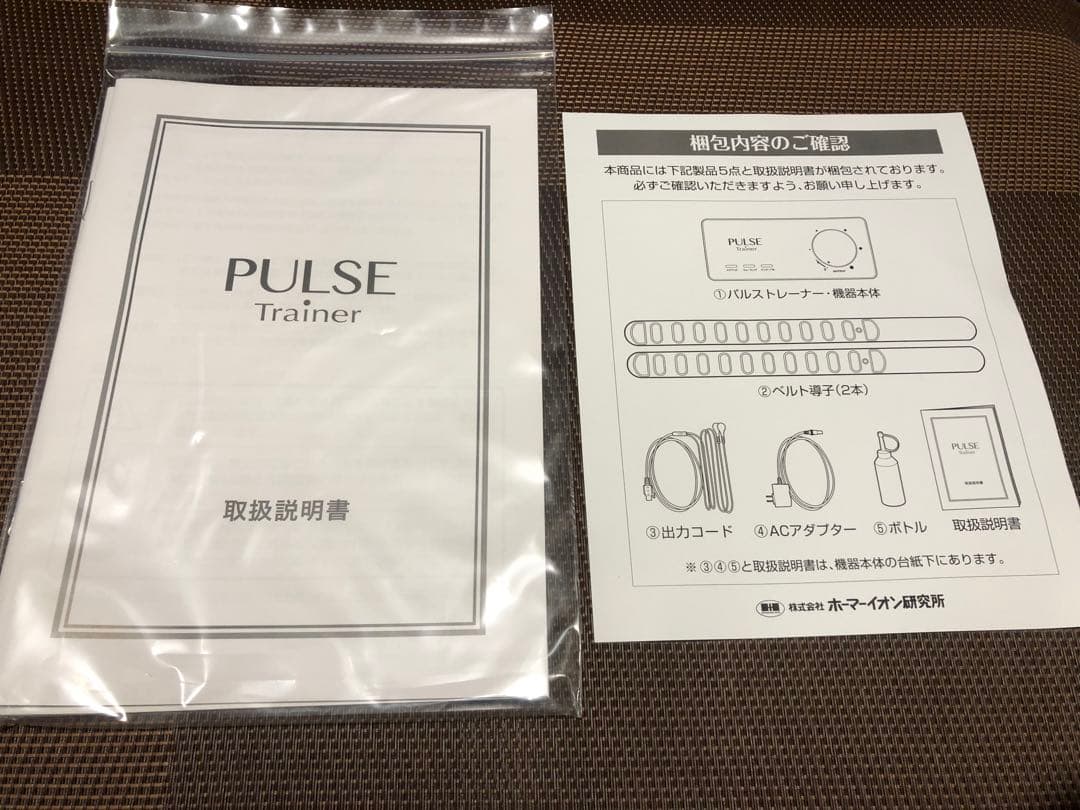 PULSE
Trainer
取扱説明書
梱包内容のご確認
本商品には下記製品5点と取扱説明書が梱包されております。
必ずご確認いただきますよう、お願い申し上げます。
PULSE
Trainer
①パルストレーナー・機器本体
②ベルト導子(2本)
PULSE
Trainer
取扱説明書
③出力コード
④ACアダプター
⑤ボトル
取扱説明書
※③④⑤と取扱説明書は、機器本体の台紙下にあります。
株式会社 ホーマーイオン研究所